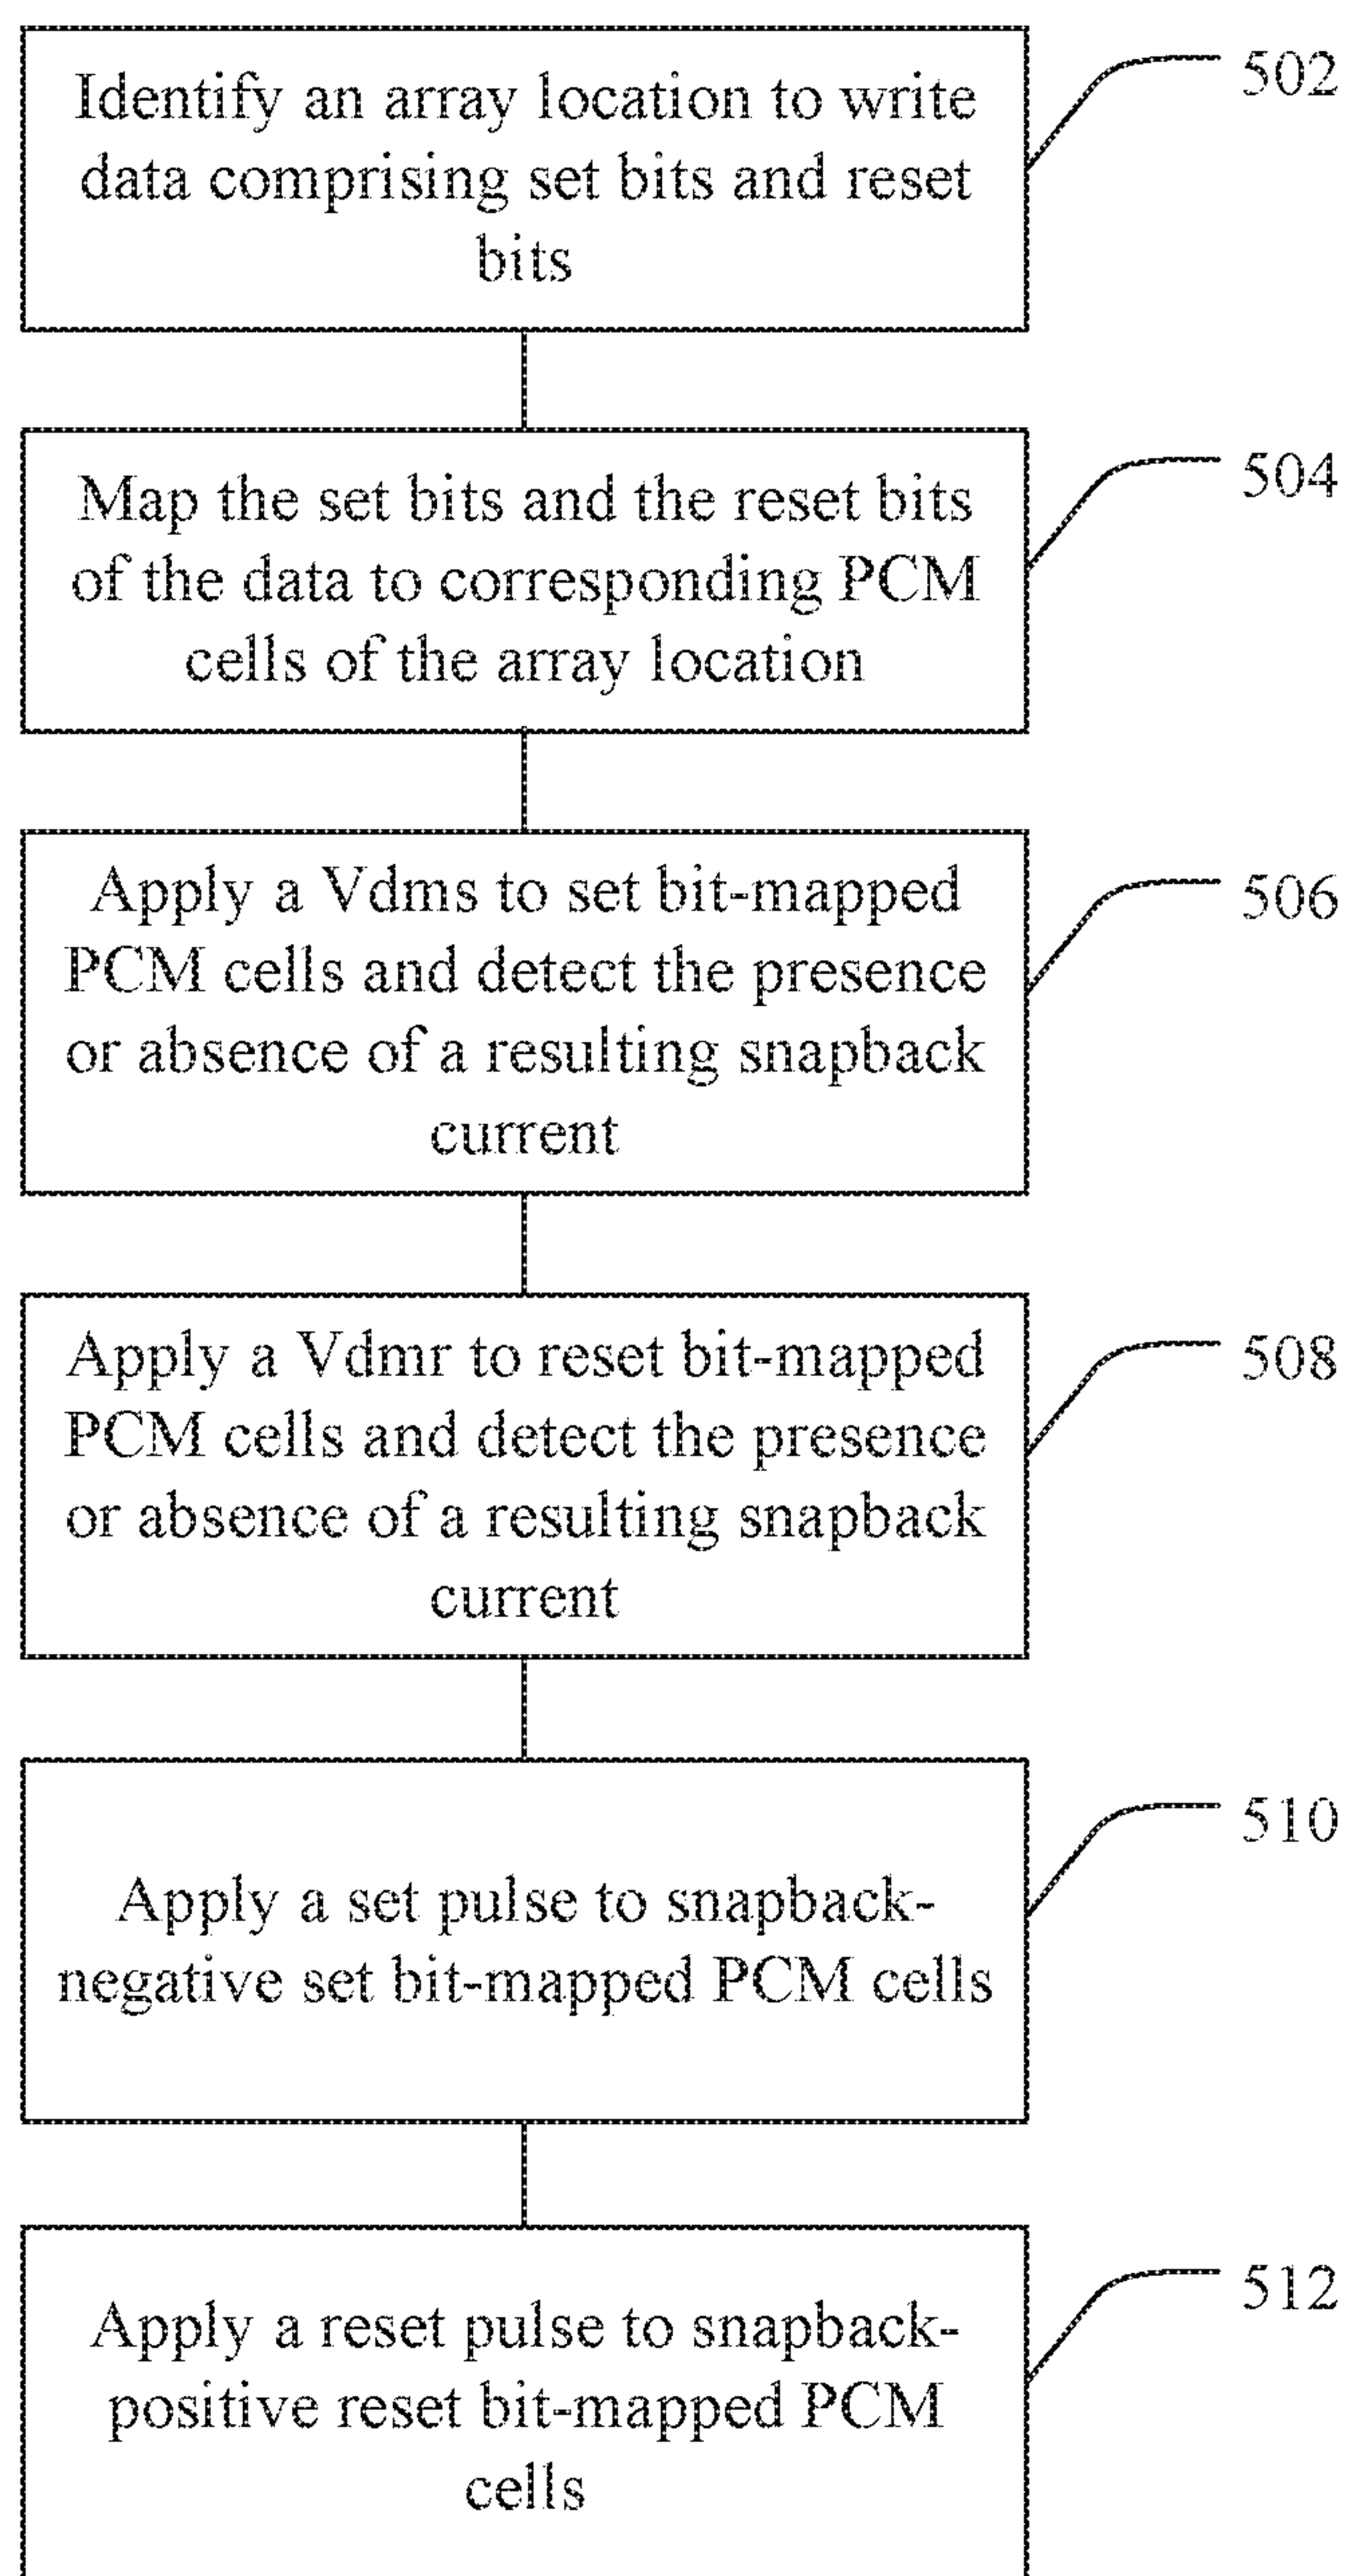 Identify an array location to write
data comprising set bits and reset
bits
502
Map the set bits and the reset bits
of the data to corresponding PCM
cells of the array location
504
Apply a Vdms to set bit-mapped
PCM cells and detect the presence
or absence of a resulting snapback
current
506
Apply a Vdmr to reset bit-mapped
PCM cells and detect the presence
or absence of a resulting snapback
current
508
Apply a set pulse to snapback-
negative set bit-mapped PCM cells
510
Apply a reset pulse to snapback-
positive reset bit-mapped PCM
cells
512